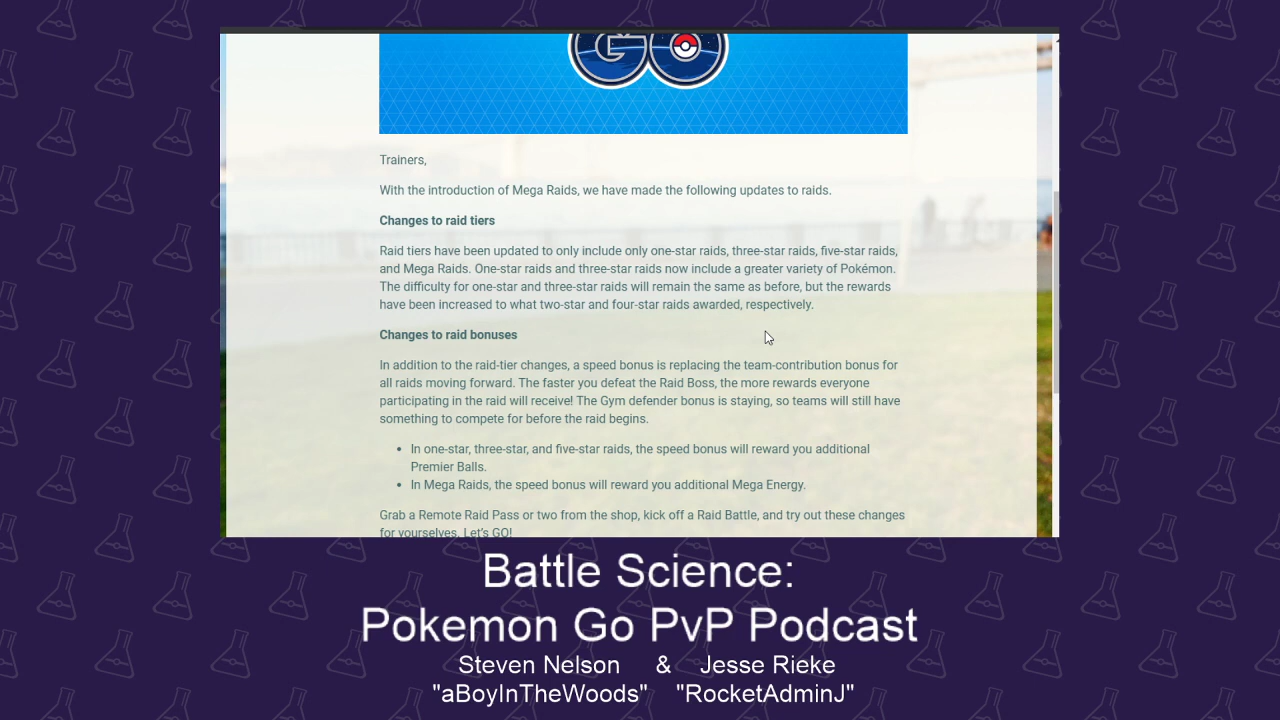 GO
Trainers,
With the introduction of Mega Raids, we have made the following updates to raids.
Changes to raid tiers
Raid tiers have been updated to only include only one-star raids, three-star raids, five-star raids,
and Mega Raids. One-star raids and three-star raids now include a greater variety of Pokémon.
The difficulty for one-star and three-star raids will remain the same as before, but the rewards
have been increased to what two-star and four-star raids awarded, respectively.
Changes to raid bonuses
In addition to the raid-tier changes, a speed bonus is replacing the team-contribution bonus for
all raids moving forward. The faster you defeat the Raid Boss, the more rewards everyone
participating in the raid will receive! The Gym defender bonus is staying, so teams will still have
something to compete for before the raid begins.
• In one-star, three-star, and five-star raids, the speed bonus will reward you additional
Premier Balls.
• In Mega Raids, the speed bonus will reward you additional Mega Energy.
Grab a Remote Raid Pass or two from the shop, kick off a Raid Battle, and try out these changes
for yourselves. Let's GO!
Battle Science:
Pokemon Go PvP Podcast
Steven Nelson & Jesse Rieke
"aBoyInTheWoods" "RocketAdminJ"